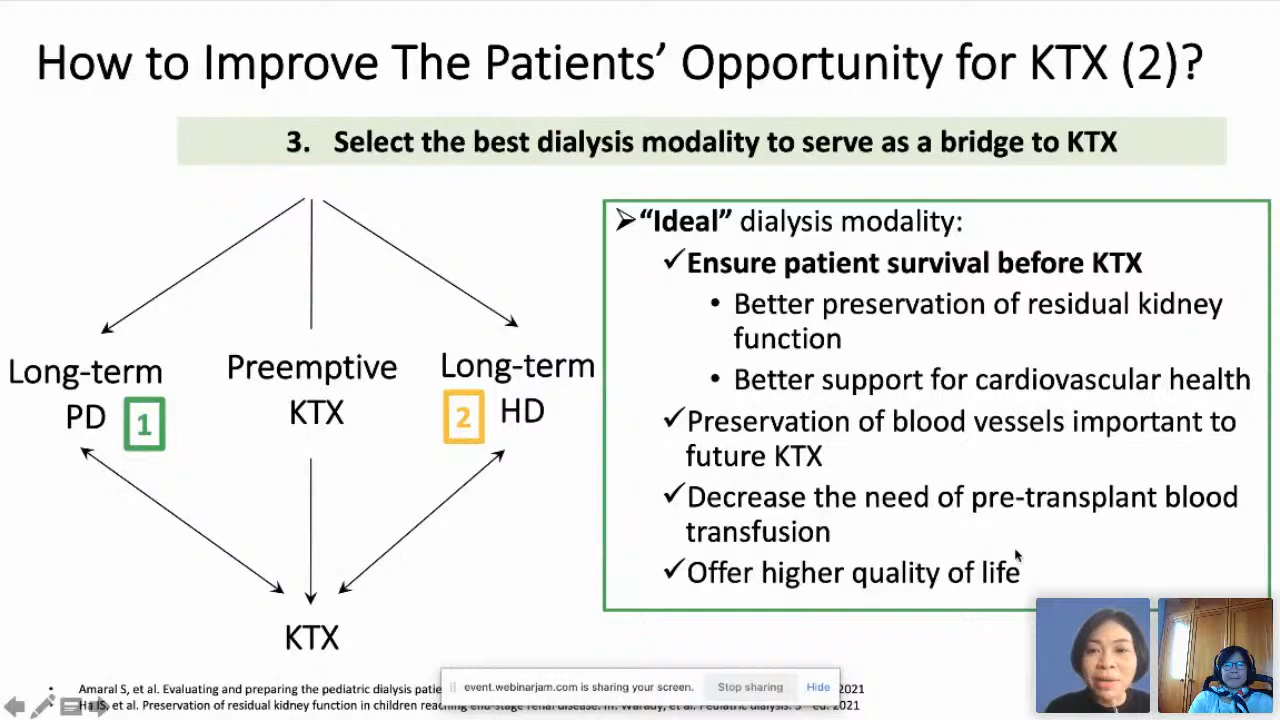 How to Improve The Patients' Opportunity for KTX (2)?
3. Select the best dialysis modality to serve as a bridge to KTX
Long-term
PD 1
Preemptive
KTX
Long-term
2 HD
KTX
"Ideal" dialysis modality:
Ensure patient survival before KTX
• Better preservation of residual kidney
function
• Better support for cardiovascular health
Preservation of blood vessels important to
future KTX
Decrease the need of pre-transplant blood
transfusion
Offer higher quality of life
• Amaral S, et al. Evaluating and preparing the pediatric dialysis 2021
Ha IS, et al. Preservation of residual kidney function in children ed. 2021
event.webinarjam.com is sharing your screen. Stop sharing Hide